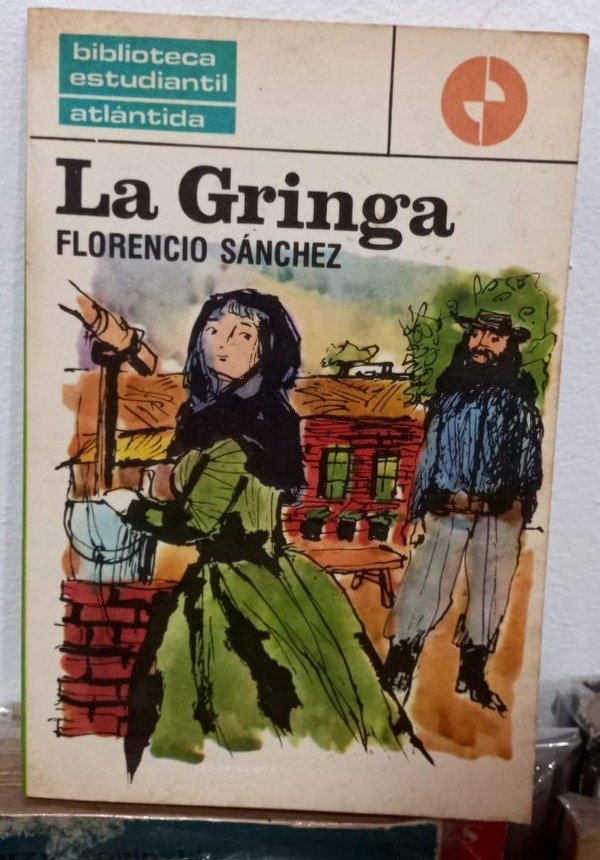 biblioteca
estudiantil
atlántida
La Gringa
FLORENCIO SÁNCHEZ